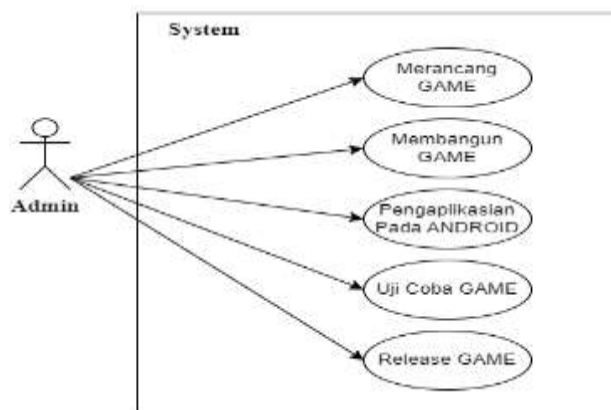 System
Merancang
GAME
Membangun
GAME
Admin
Pengaplikasian
Pada ANDROID
Uji Coba GAME
Release GAME